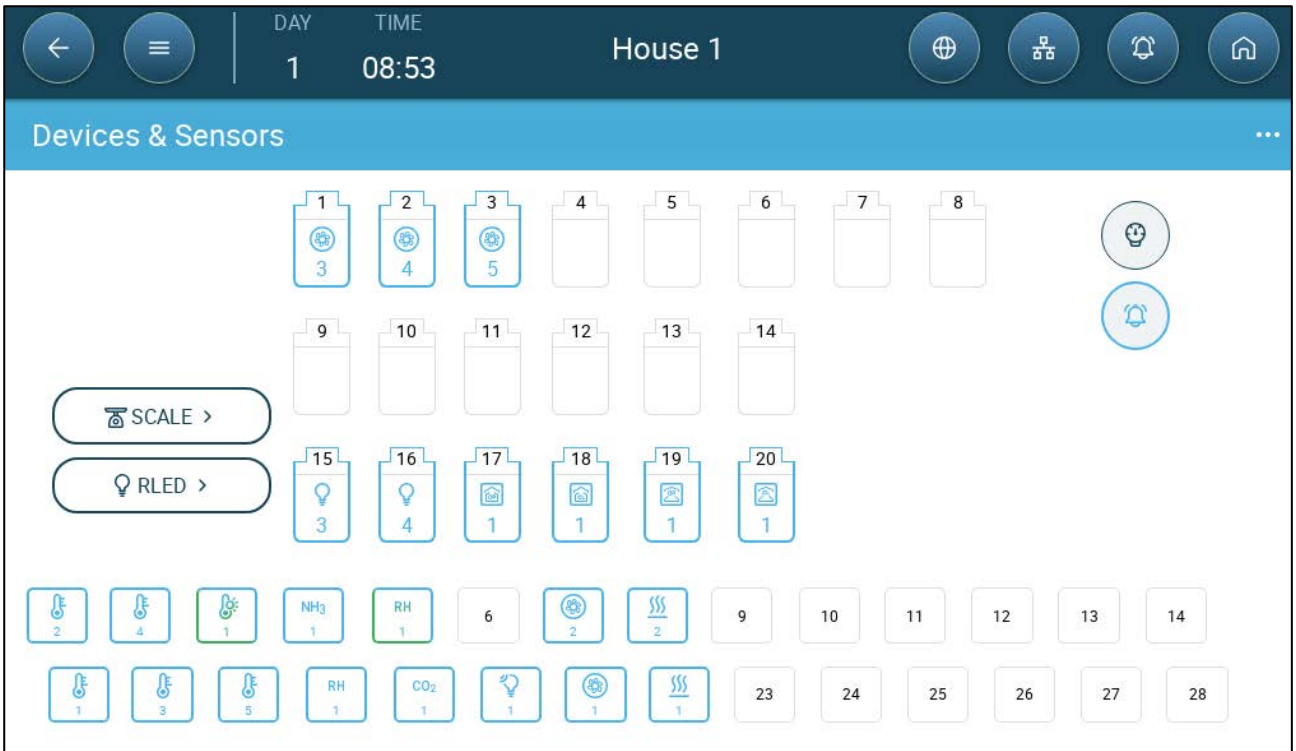 DAY TIME
1 08:53 House 1
Devices & Sensors
1 2 3 4 5 6 7 8
3 4 5
9 10 11 12 13 14
SCALE
15 16 17 18 19 20
RLED
3 4 1 1 1 1
NH₃ RH 6 9 10 11 12 13 14
2 4 1 1 1 2 2
RH CO₂ 23 24 25 26 27 28
1 3 5 1 1 1 1 1